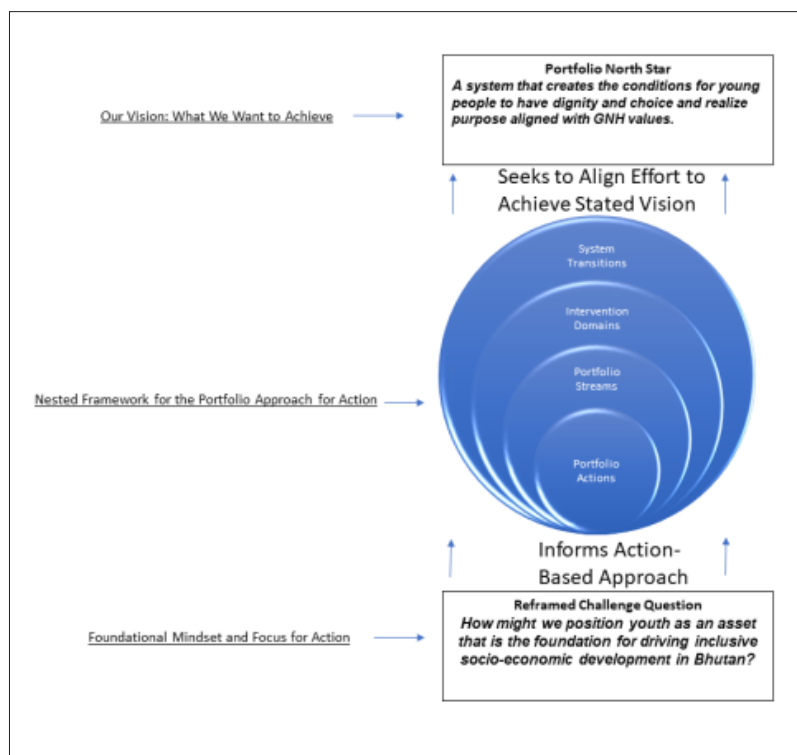 Portfolio North Star
A system that creates the conditions for young
people to have dignity and choice and realize
purpose aligned with GNH values.
Our Vision: What We Want to Achieve
Seeks to Align Effort to
Achieve Stated Vision
System
Transitions
Intervention
Domains
Portfolio
Streams
Nested Framework for the Portfolio Approach for Action
Portfolio
Actions
Informs Action-
Based Approach
Reframed Challenge Question
How might we position youth as an asset
that is the foundation for driving inclusive
socio-economic development in Bhutan?
Foundational Mindset and Focus for Action